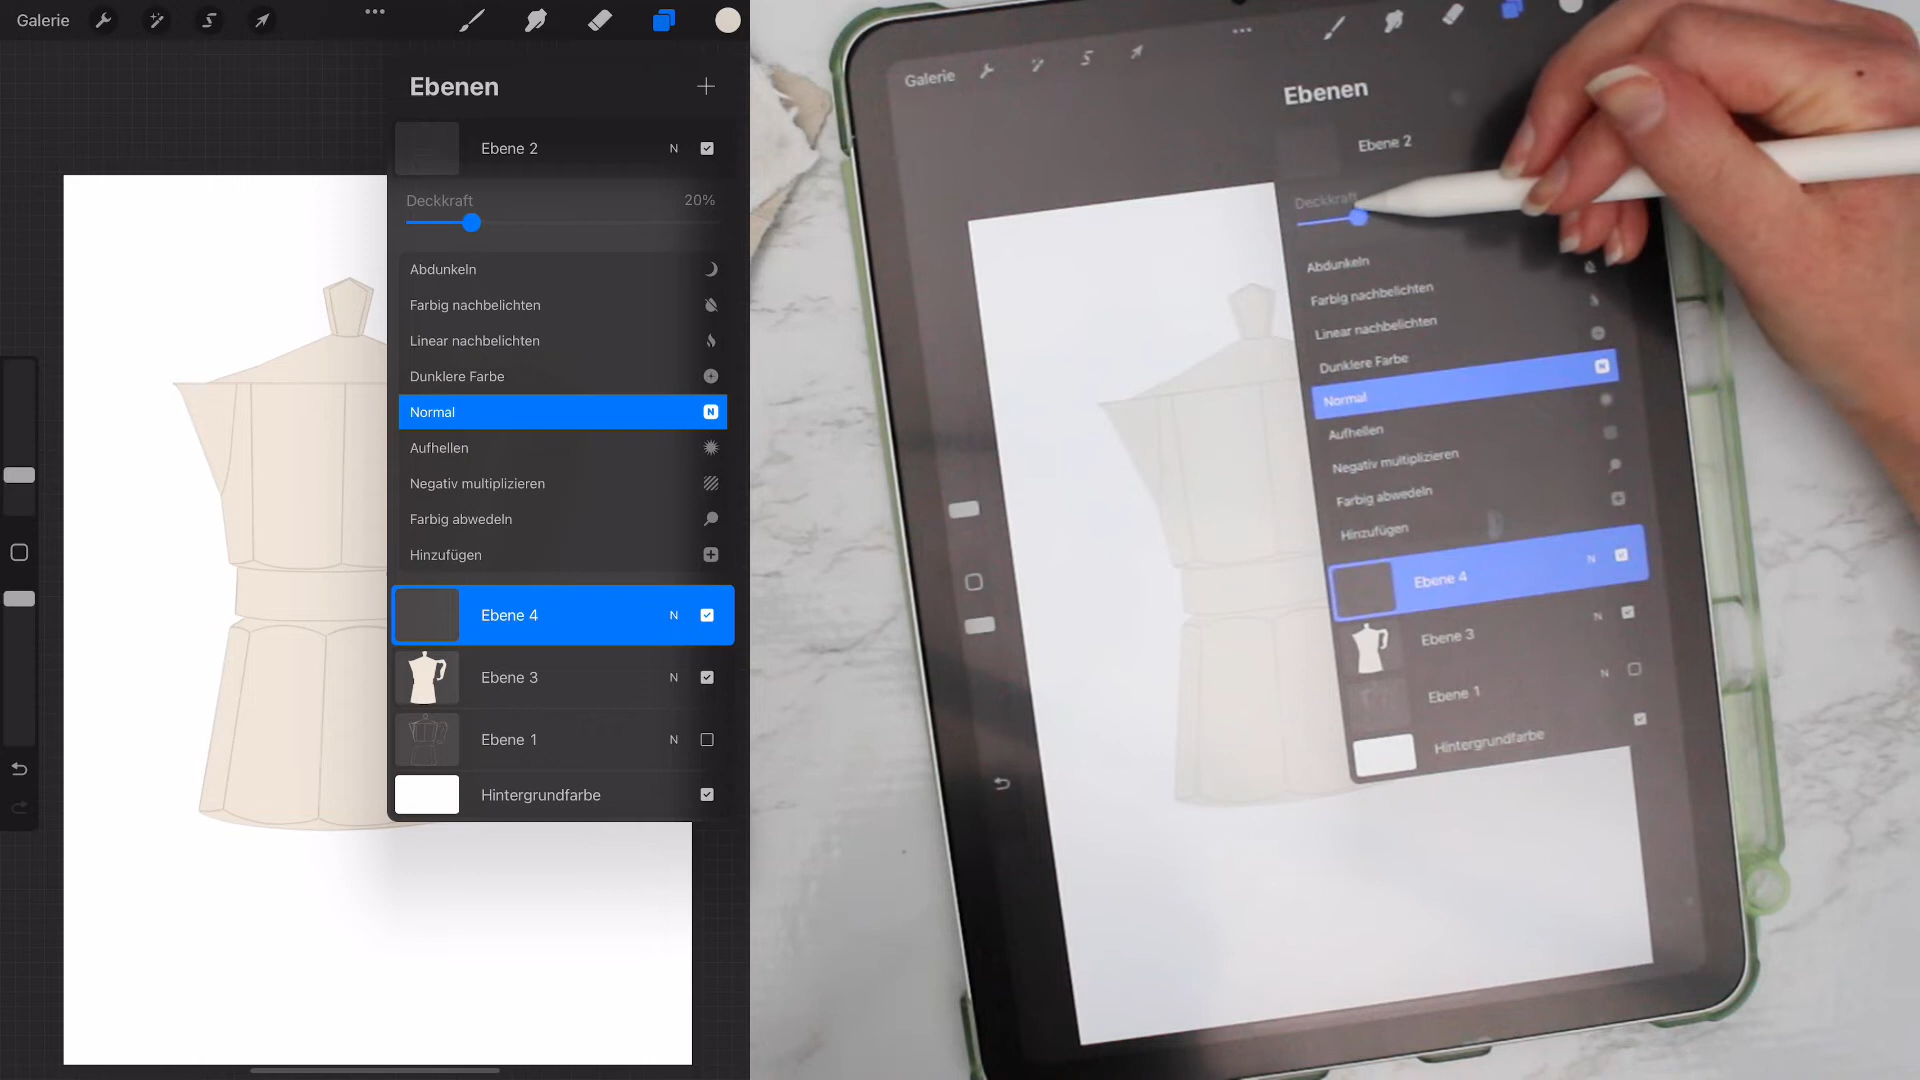 Galerie
Ebenen
Ebene 2 N
Deckkraft 20%
Abdunkeln
Farbig nachbelichten
Linear nachbelichten
Dunklere Farbe
Normal N
Aufhellen
Negativ multiplizieren
Farbig abwedeln
Hinzufügen
Ebene 4 N
Ebene 3 N
Ebene 1 N
Hintergrundfarbe
Galerie
Ebenen
Ebene 2
Deckkraft
Abdunkeln
Farbig nachbelichten
Linear nachbelichten
Dunklere Farbe
Normal N
Aufhellen
Negativ multiplizieren
Farbig abwedeln
Hinzufügen
Ebene 4 N
Ebene 3 N
Ebene 1 N
Hintergrundfarbe